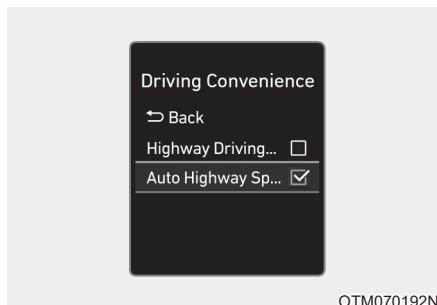 Driving Convenience
Back
Highway Driving...
Auto Highway Sp...
OTM070192N